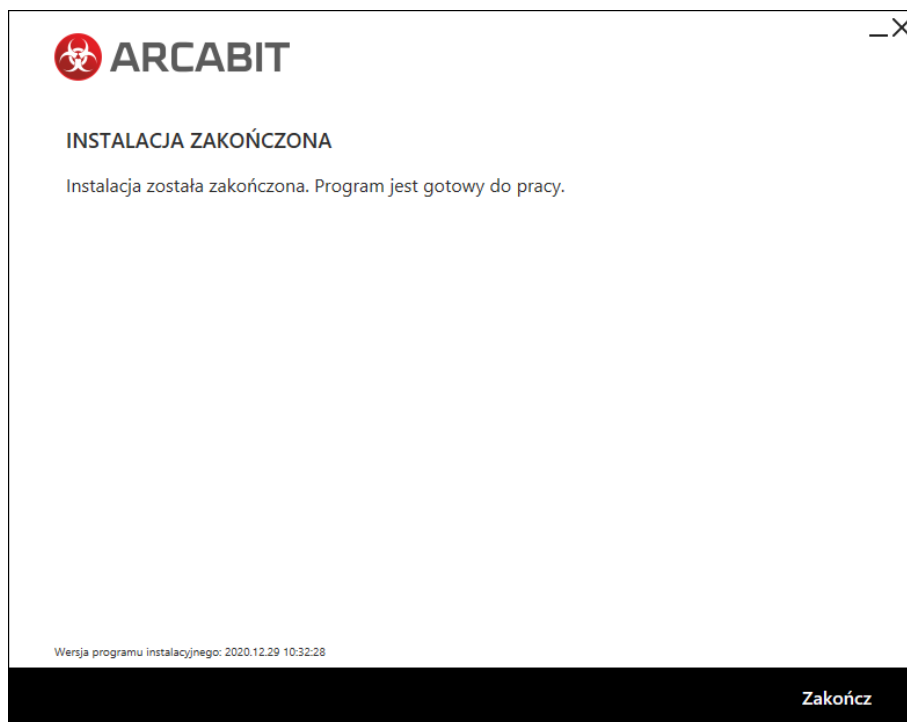 ARCABIT
INSTALACJA ZAKOŃCZONA
Instalacja została zakończona. Program jest gotowy do pracy.
Wersja programu instalacyjnego: 2020.12.29 10:32:28
Zakończ